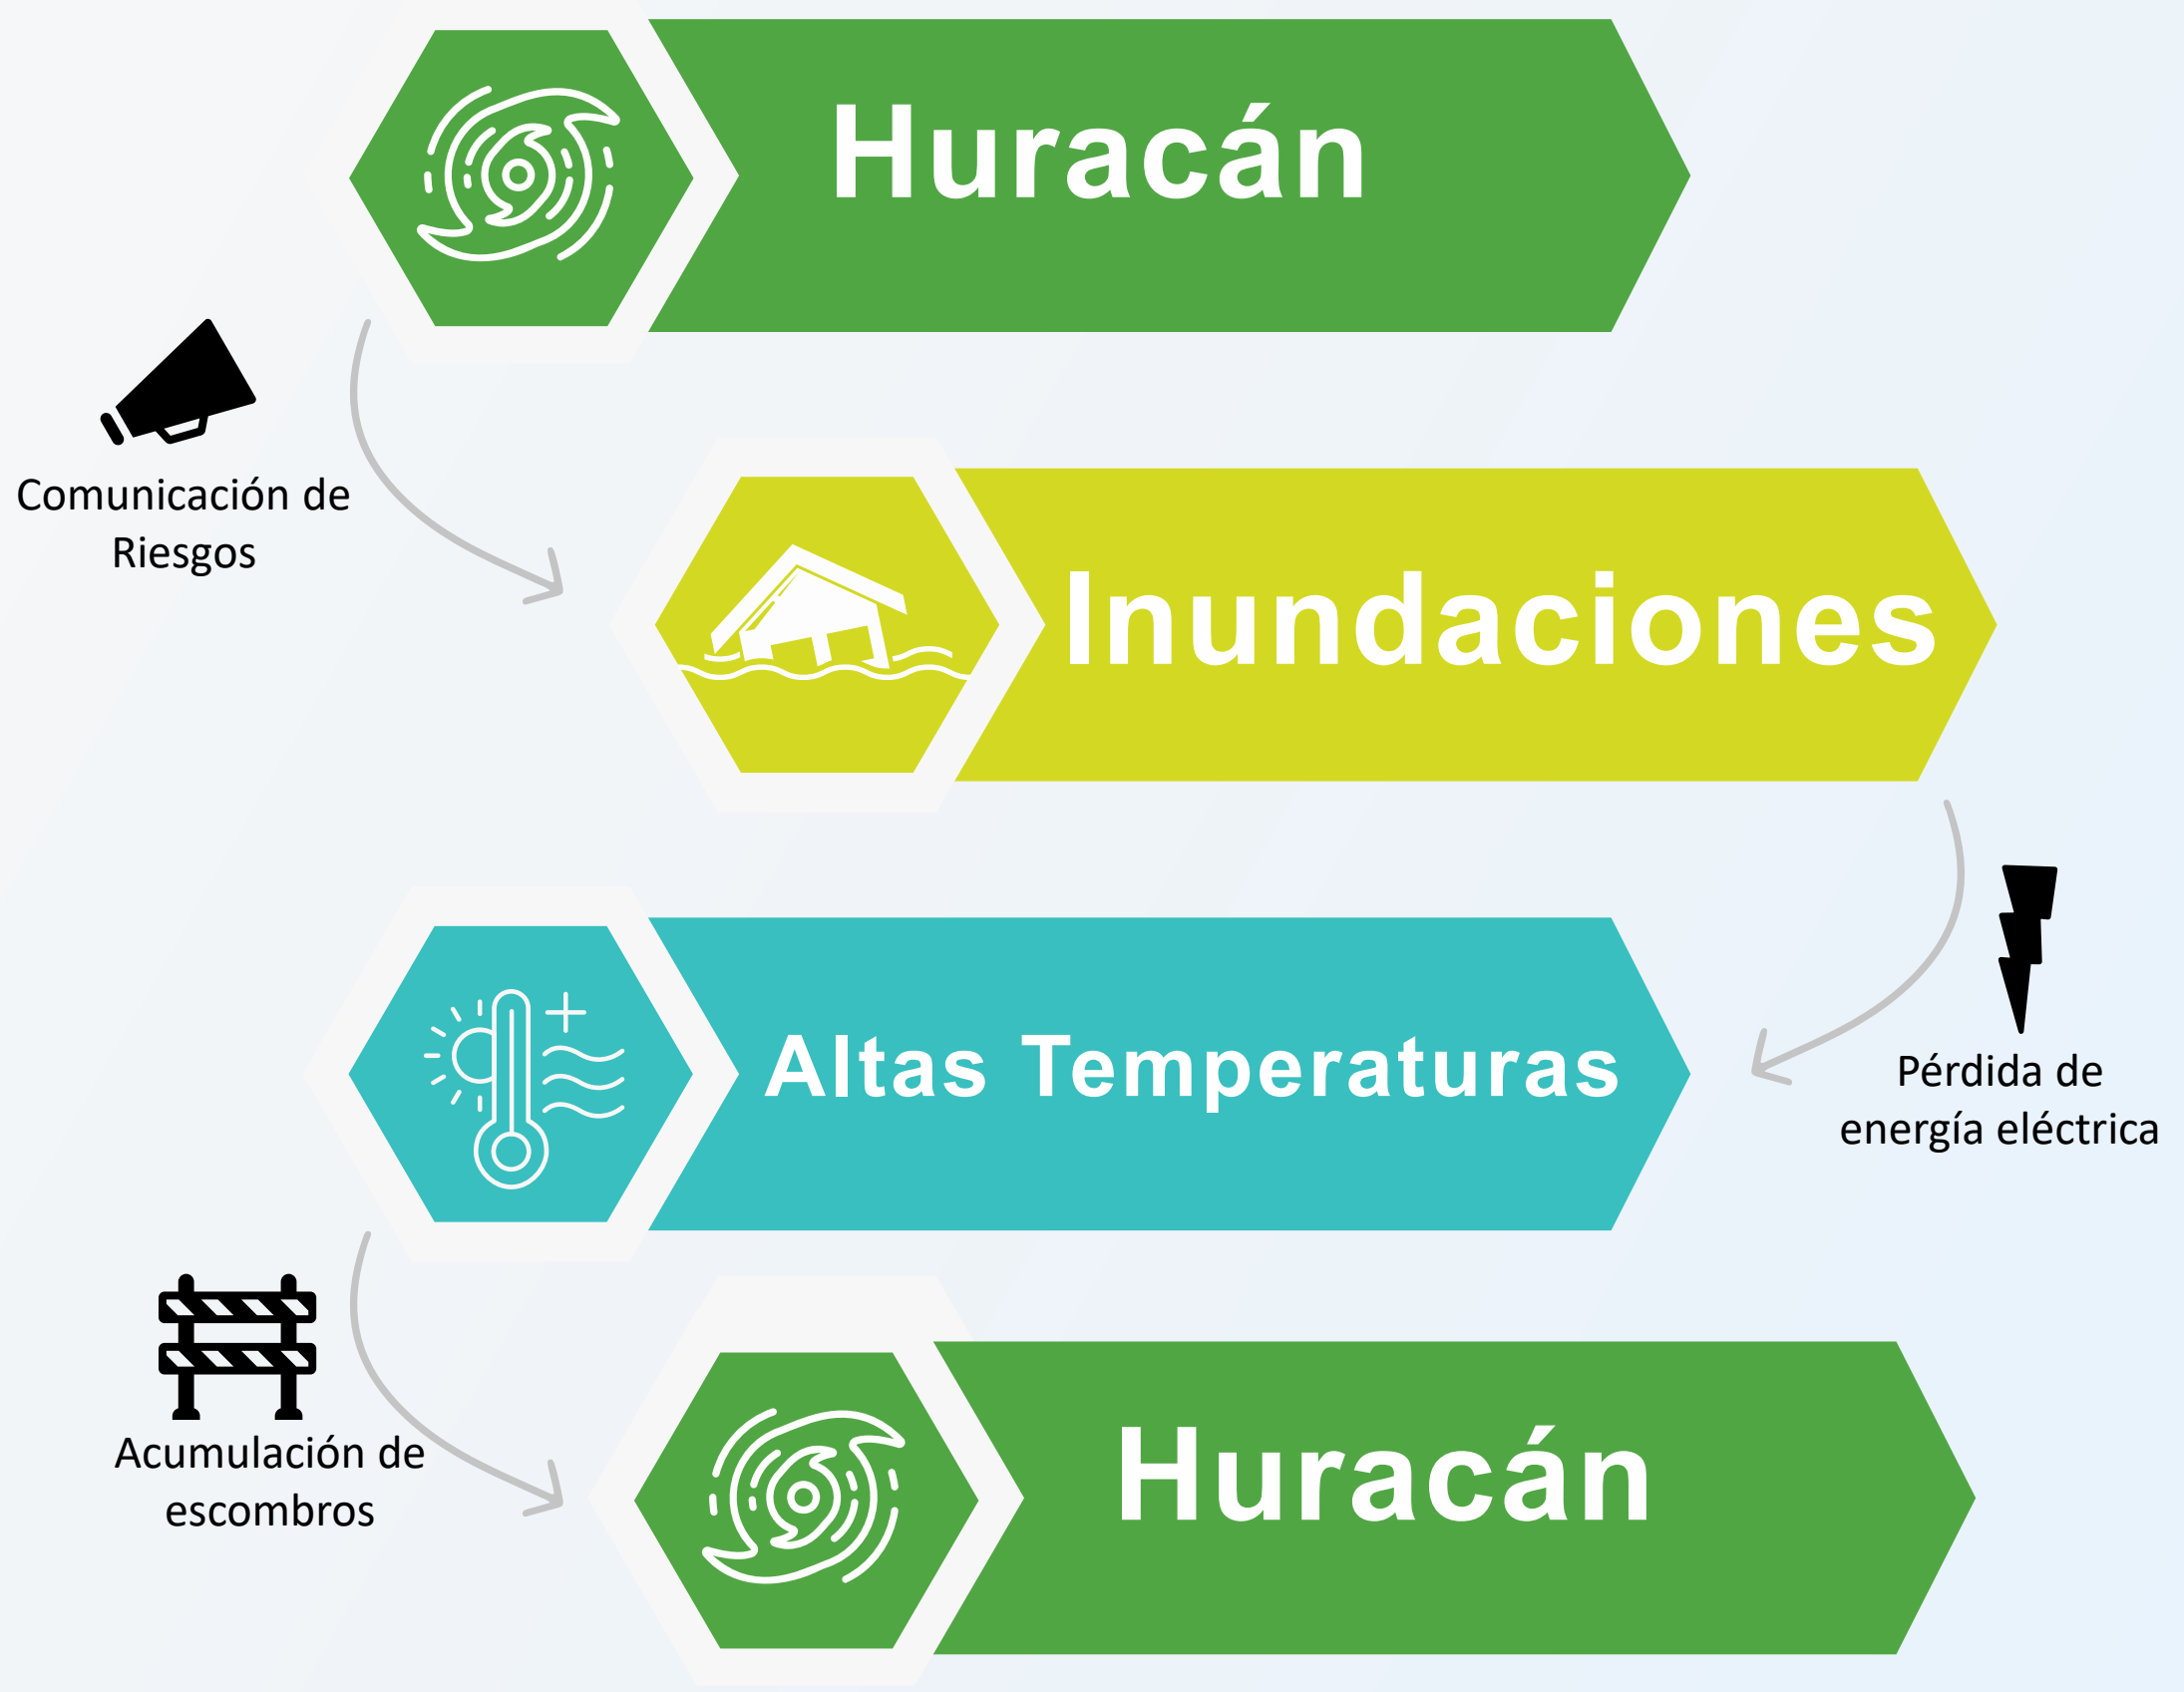 Huracán
Comunicación de
Riesgos
Inundaciones
Altas Temperaturas
Pérdida de
energía eléctrica
Acumulación de
escombros
Huracán